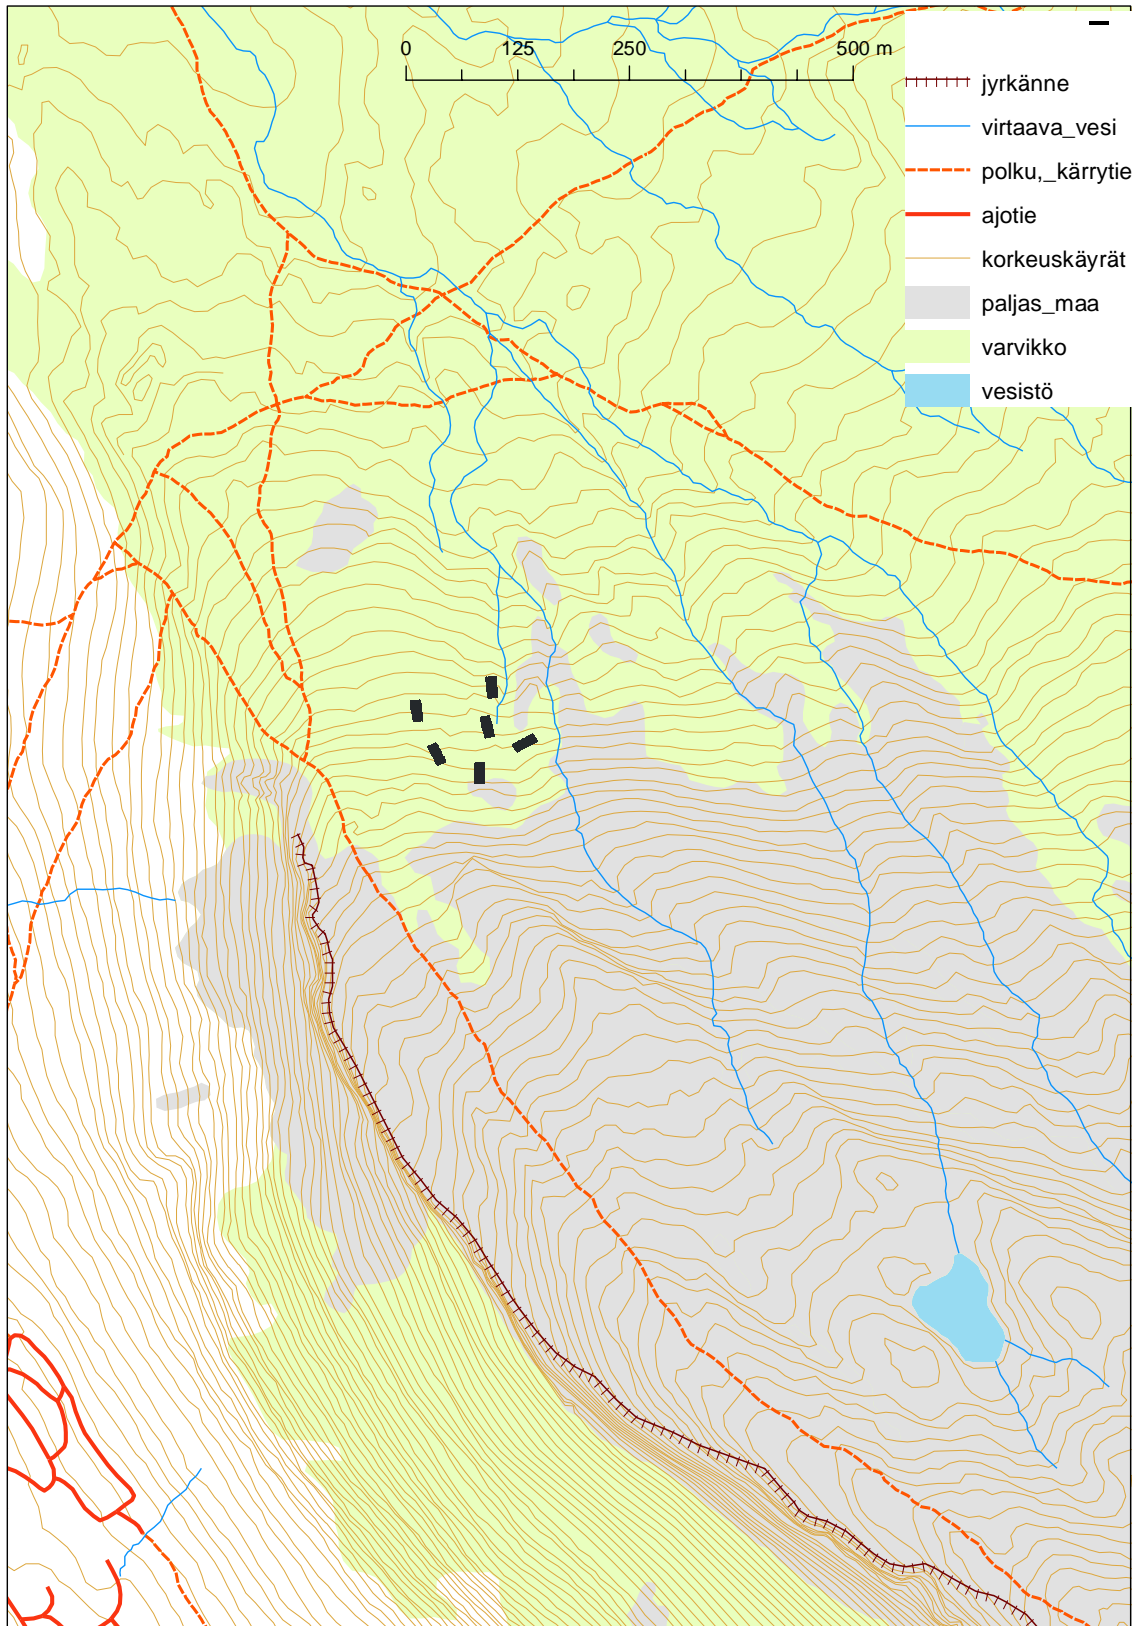 0 125 250 500 m
jyrkänne
virtaava_vesi
polku,_kärrytie
ajotie
korkeuskäyrät
paljas_maa
varvikko
vesistö